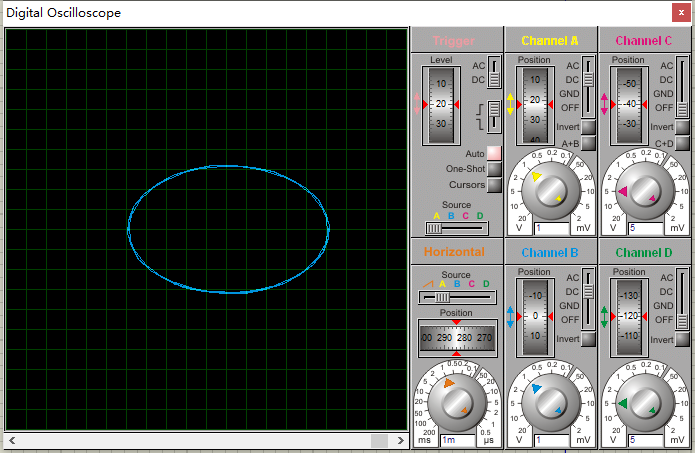 Digital Oscilloscope
x
Trigger
Level
10
20
30
AC
DC
Auto
One-Shot
Cursors
Source
A B C D
Channel A
Position
10
20
30
40
AC
DC
GND
OFF
Invert
A+B
20 10 5 2 1 0.5 0.2 0.1 50 20 10 5 2
V 1 mV
Channel C
Position
-50
-40
-30
AC
DC
GND
OFF
Invert
C+D
20 10 5 2 1 0.5 0.2 0.1 50 20 10 5 2
V 5 mV
Horizontal
Source
A B C D
Position
00 290 280 270
200 100 50 20 10 5 2 1 0.5 0.2 0.1 50 20 10 5 2 1 0.5
ms 1m µs
Channel B
Position
-10
0
10
AC
DC
GND
OFF
Invert
20 10 5 2 1 0.5 0.2 0.1 50 20 10 5 2
V 1 mV
Channel D
Position
-130
-120
-110
AC
DC
GND
OFF
Invert
20 10 5 2 1 0.5 0.2 0.1 50 20 10 5 2
V 5 mV